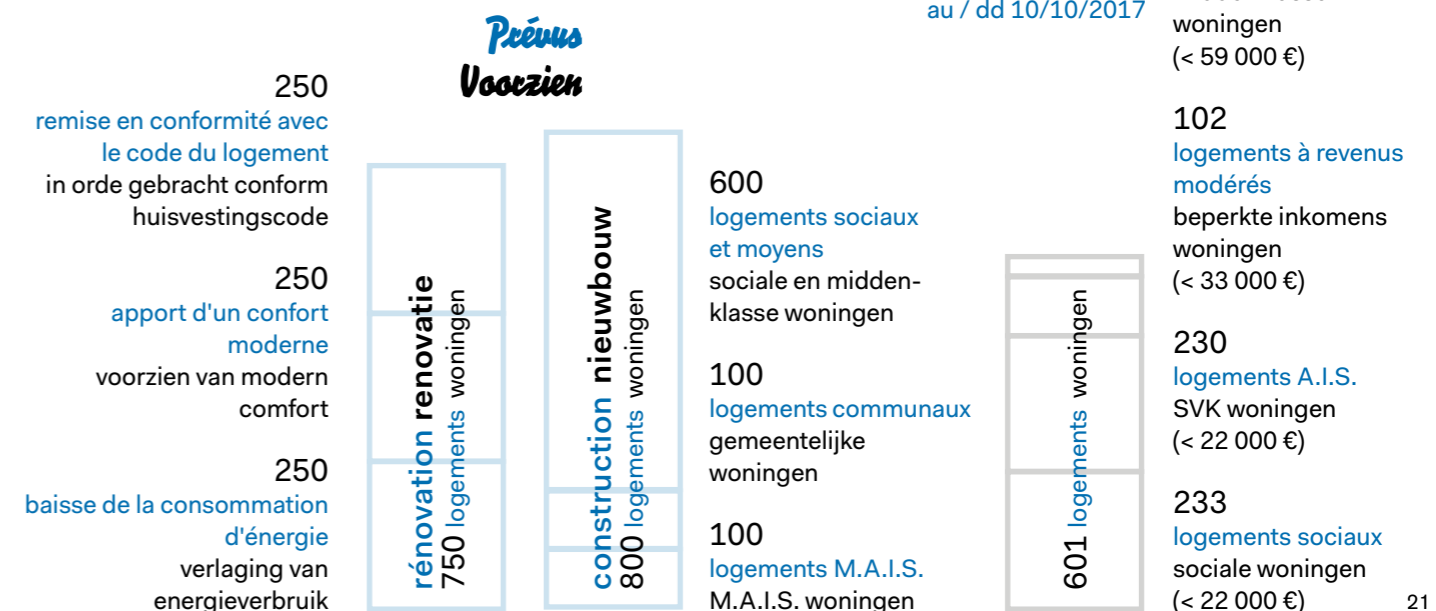 Prévus
Voorzien
250
remise en conformité avec
le code du logement
in orde gebracht conform
huisvestingscode
250
apport d'un confort
moderne
voorzien van modern
comfort
250
baisse de la consommation
d'énergie
verlaging van
energieverbruik
rénovation renovatie
750 logements woningen
construction nieuwbouw
800 logements woningen
600
logements sociaux
et moyens
sociale en midden-
klasse woningen
100
logements communaux
gemeentelijke
woningen
100
logements M.A.I.S.
M.A.I.S. woningen
au / dd 10/10/2017
601 logements woningen
woningen
(< 59 000 €)
102
logements à revenus
modérés
beperkte inkomens
woningen
(< 33 000 €)
230
logements A.I.S.
SVK woningen
(< 22 000 €)
233
logements sociaux
sociale woningen
(< 22 000 €)
21